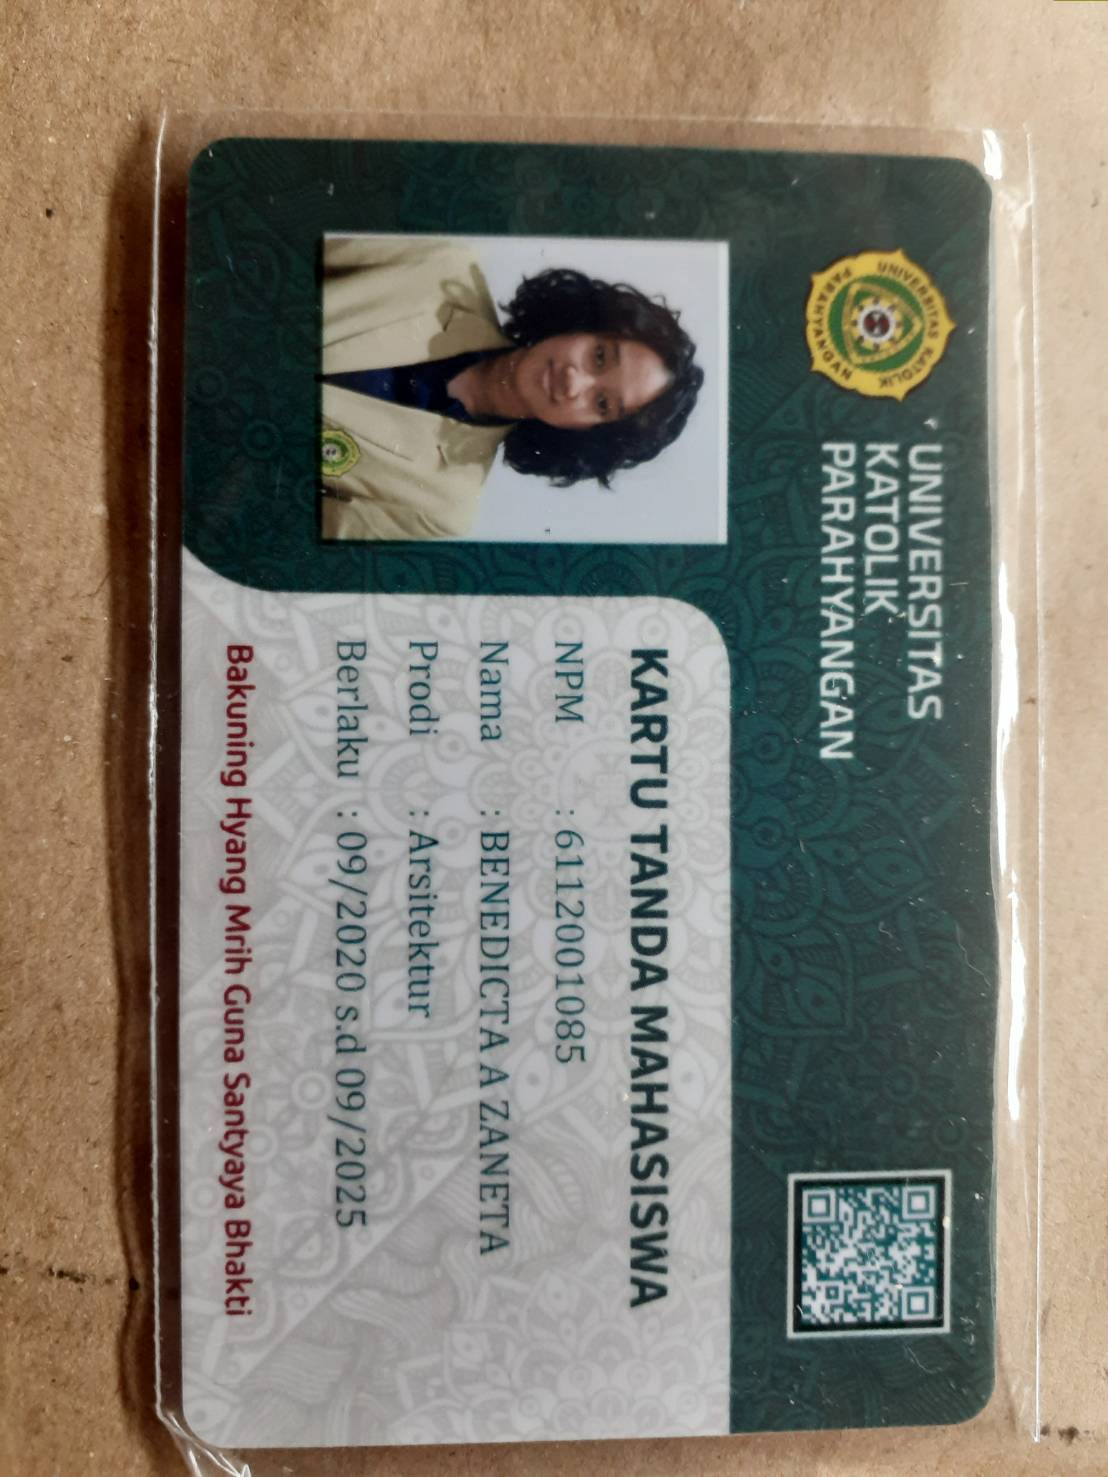 UNIVERSITAS KATOLIK
PARAHYANGAN
UNIVERSITAS
KATOLIK
PARAHYANGAN
KARTU TANDA MAHASISWA
NPM : 6112001085
Nama : BENEDICTA A ZANETA
Prodi : Arsitektur
Berlaku : 09/2020 s.d 09/2025
Bakuning Hyang Mrih Guna Santyaya Bhakti